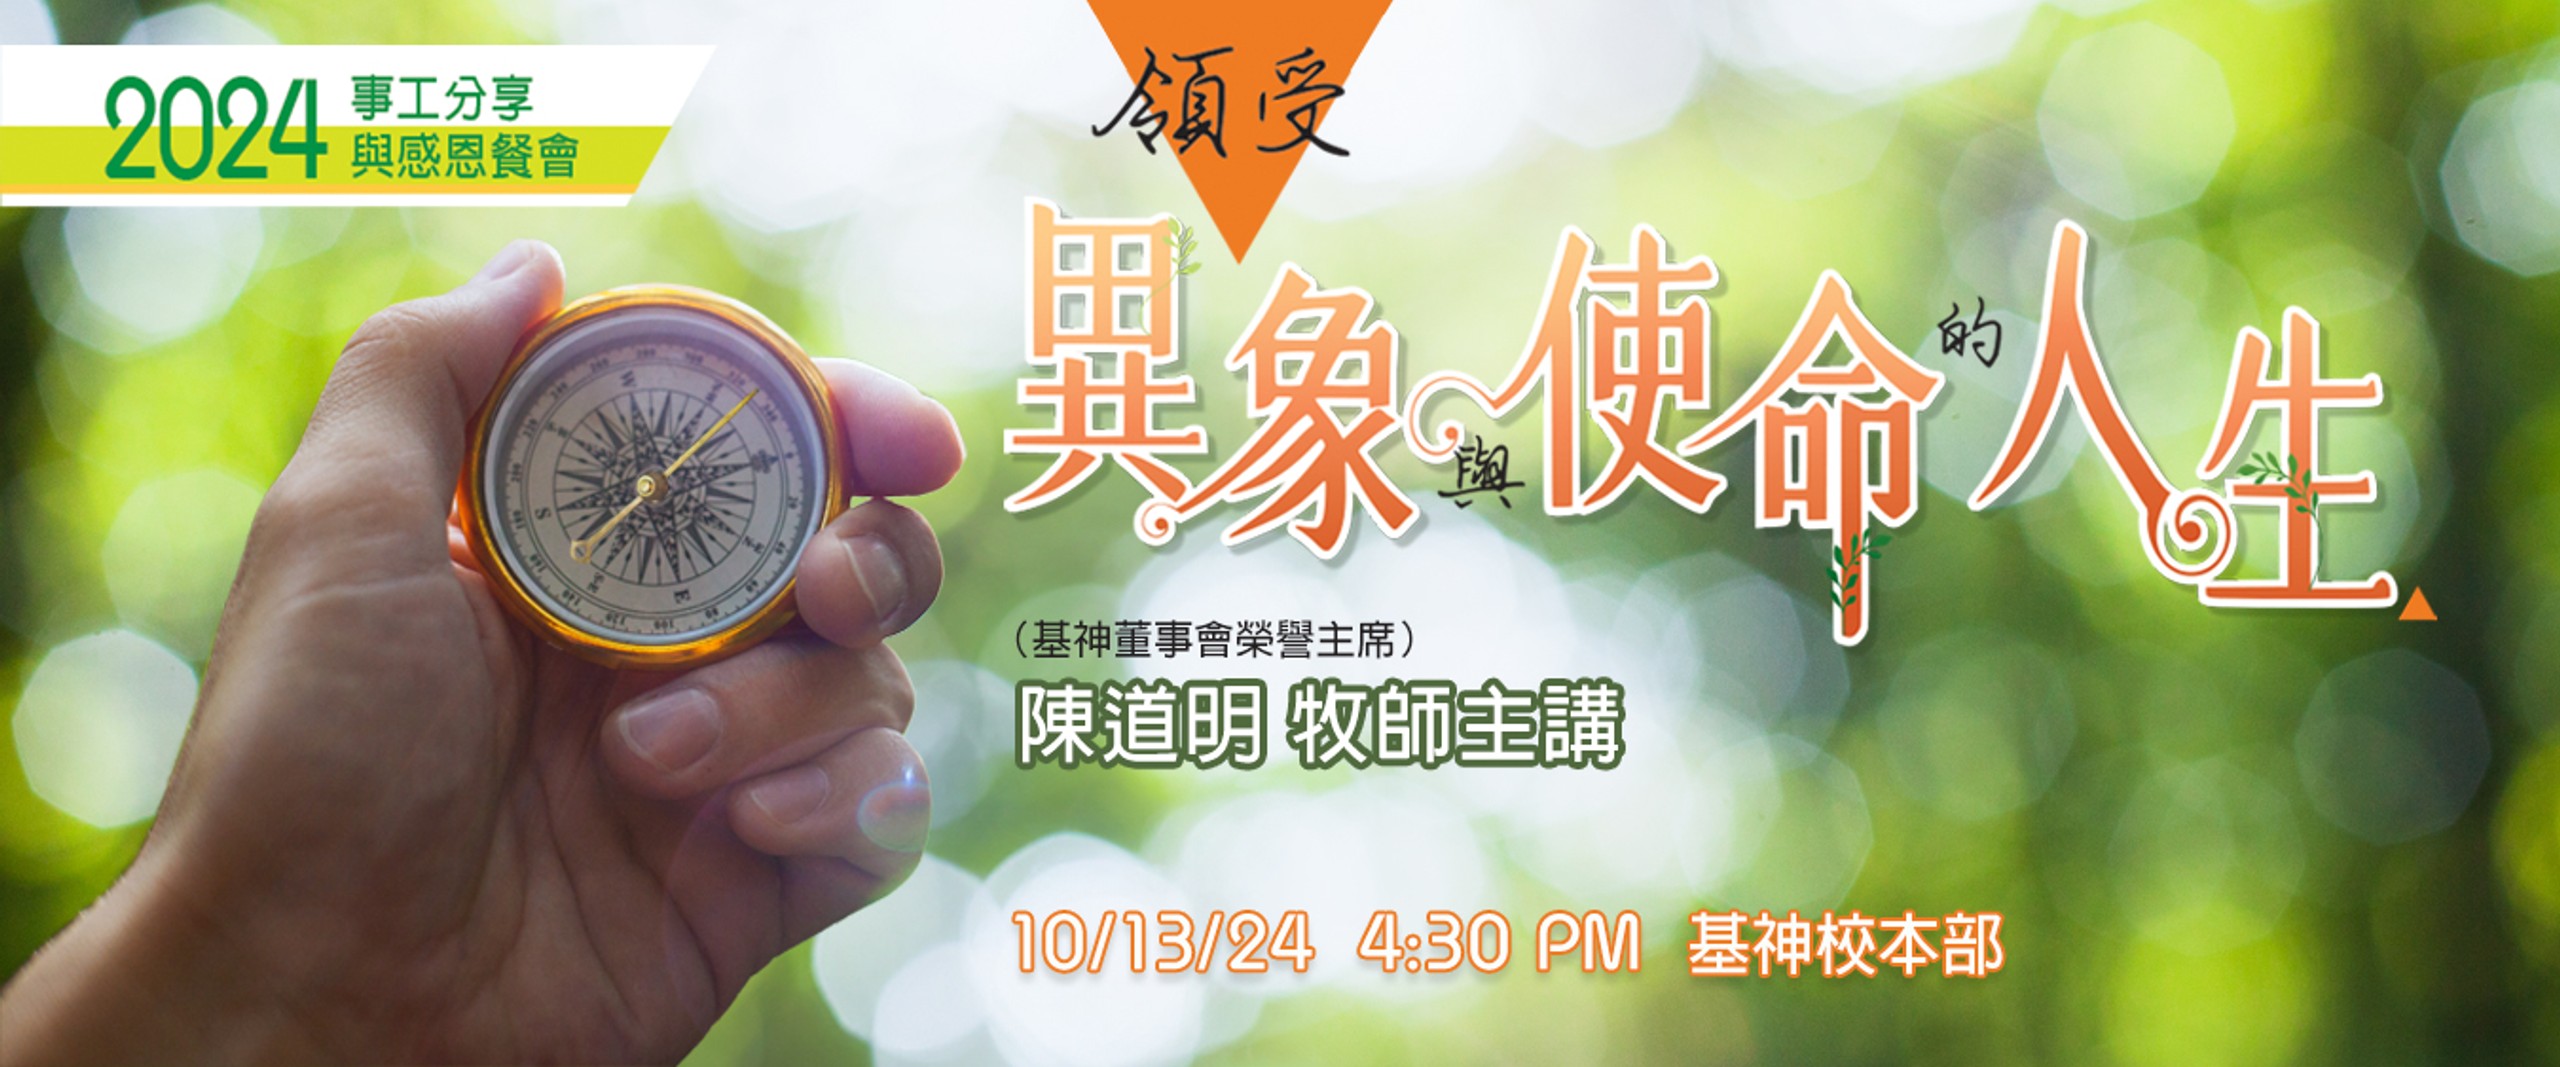 2024 事工分享
與感恩餐會
領受
異象與使命的人生
（基神董事會榮譽主席）
陳道明 牧師主講
10/13/24 4:30 PM 基神校本部